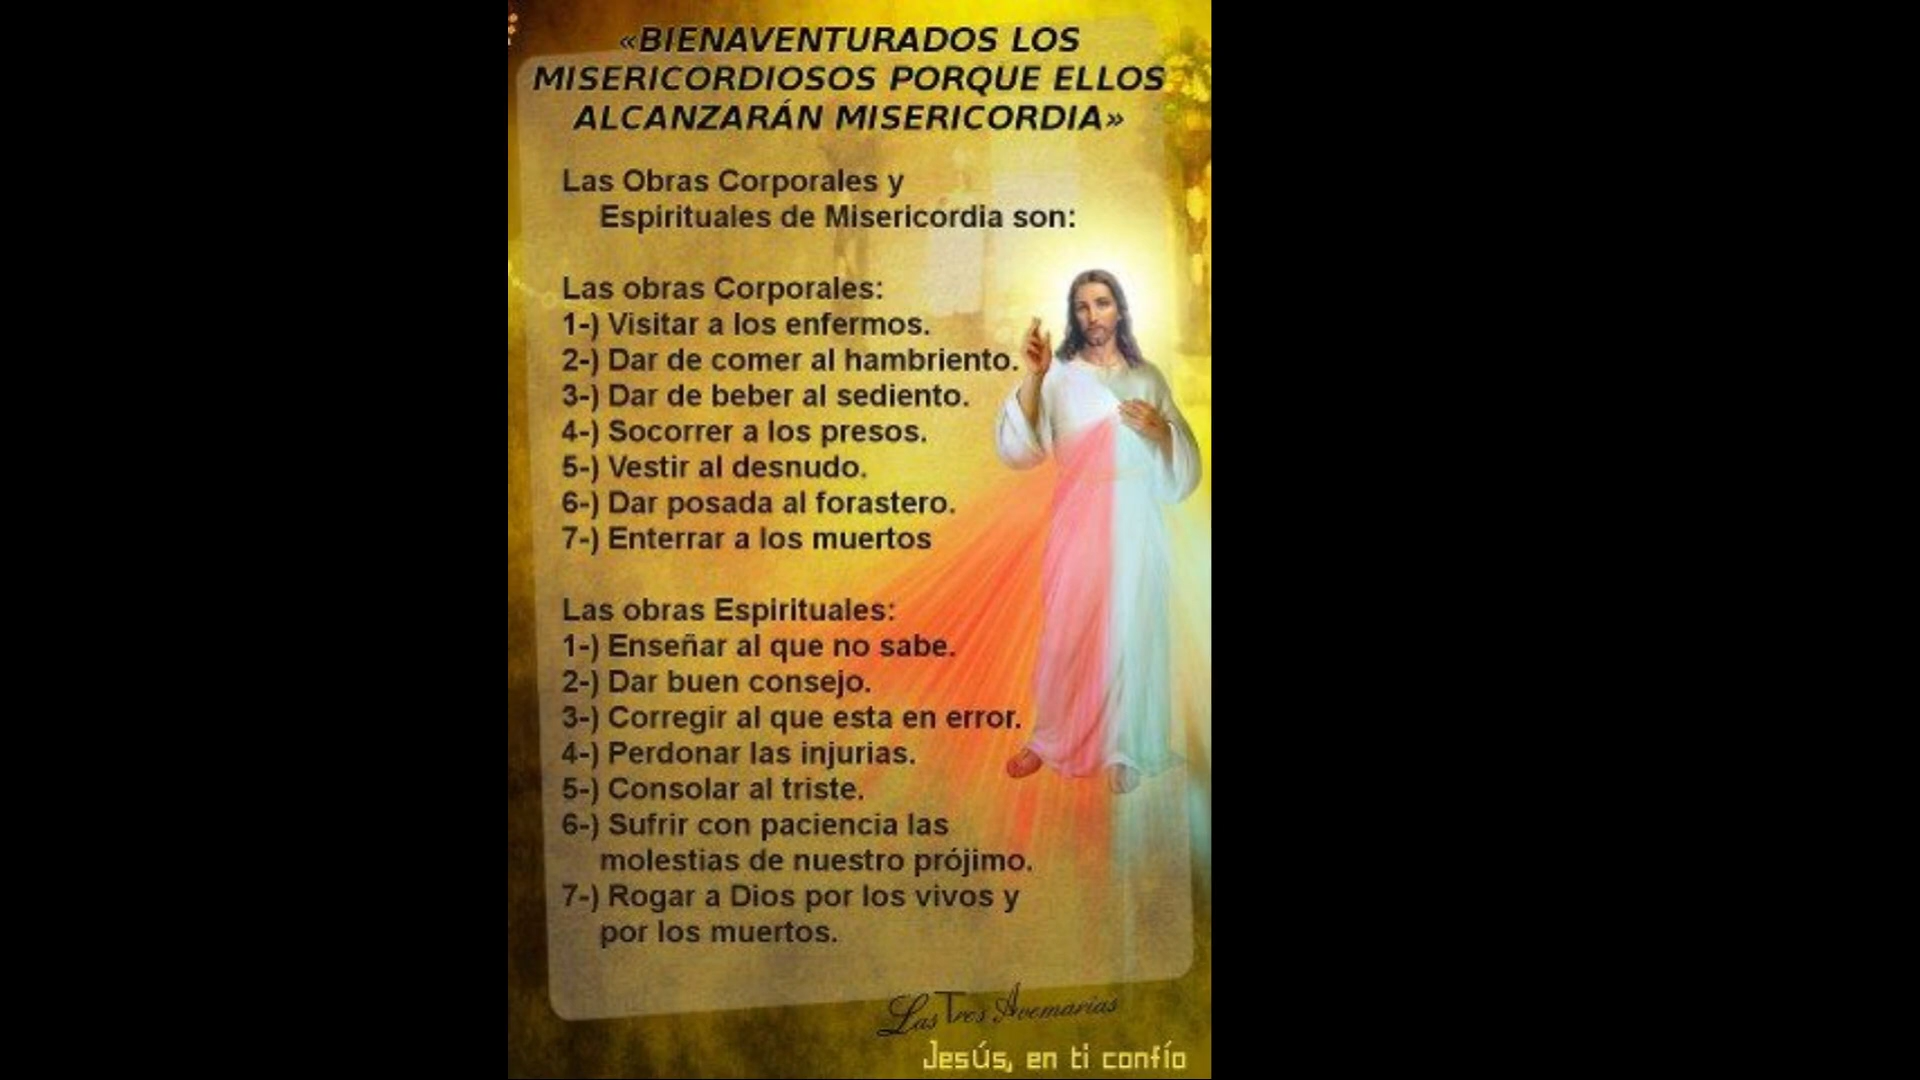 «BIENAVENTURADOS LOS
MISERICORDIOSOS PORQUE ELLOS
ALCANZARÁN MISERICORDIA»
Las Obras Corporales y
Espirituales de Misericordia son:
Las obras Corporales:
1-) Visitar a los enfermos.
2-) Dar de comer al hambriento.
3-) Dar de beber al sediento.
4-) Socorrer a los presos.
5-) Vestir al desnudo.
6-) Dar posada al forastero.
7-) Enterrar a los muertos
Las obras Espirituales:
1-) Enseñar al que no sabe.
2-) Dar buen consejo.
3-) Corregir al que esta en error.
4-) Perdonar las injurias.
5-) Consolar al triste.
6-) Sufrir con paciencia las
molestias de nuestro prójimo.
7-) Rogar a Dios por los vivos y
por los muertos.
Las Tres Avemarías
Jesús, en ti confío